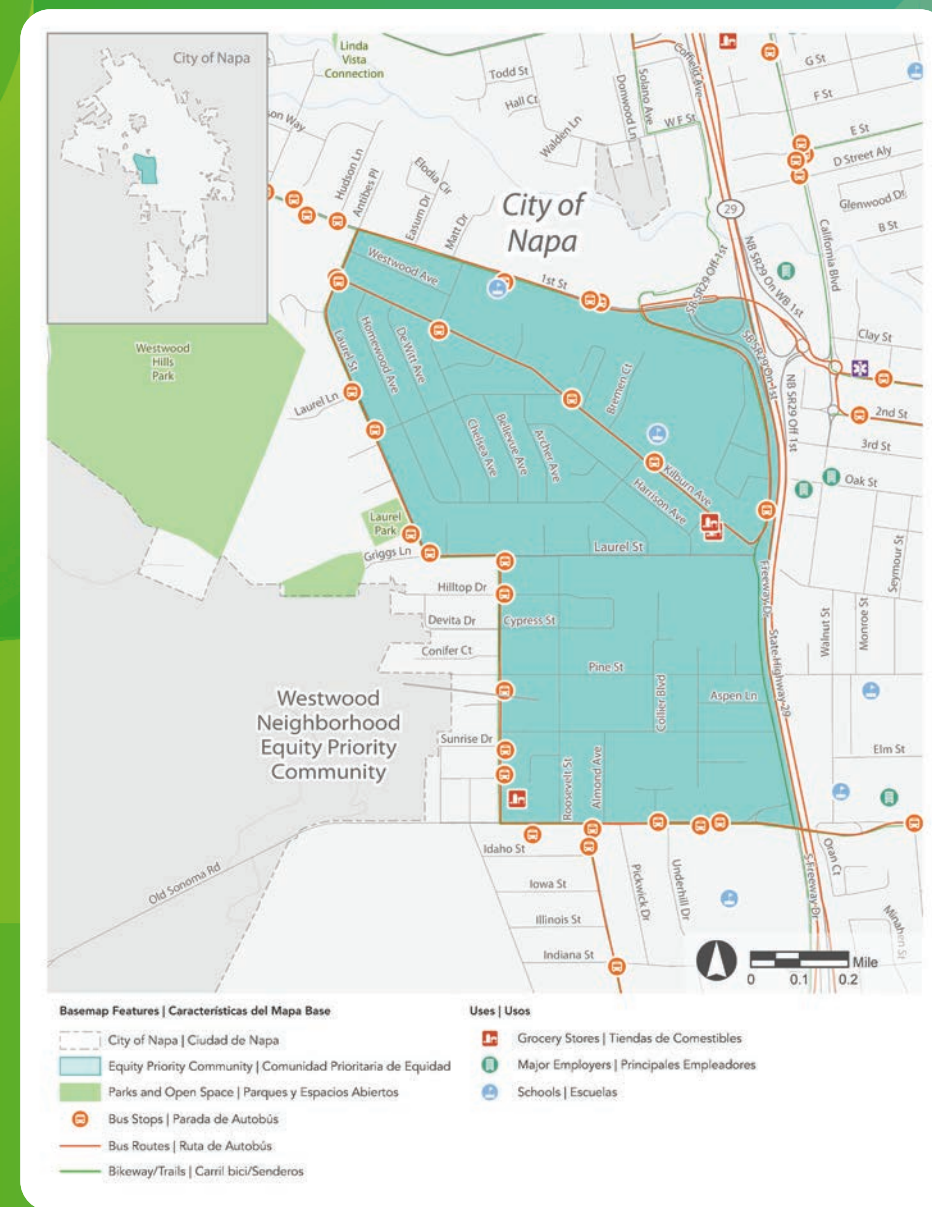 City of Napa
Linda
Vista
Connection
Todd St
Hall Ct
Walden Ln
Donwood Ln
Solano Ave
Coffield Ave
W F St
G St
F St
E St
D Street Aly
Glenwood Dr
B St
California Blvd
son Way
Hudson Ln
Antibes Pl
Elodia Cir
Easum Dr
Matt Dr
City of
Napa
29
1st St
Westwood Ave
SB SR29 Off 1st
NB SR29 On WB 1st
SB SR29 On 1st
NB SR29 Off 1st
Clay St
2nd St
3rd St
Oak St
Westwood
Hills
Park
Laurel St
Homewood Ave
De Witt Ave
Laurel Ln
Bremen Ct
Chelsea Ave
Bellevue Ave
Archer Ave
Kilburn Ave
Harrison Ave
Laurel
Park
Griggs Ln
Laurel St
Seymour St
Freeway Dr
Hilltop Dr
Devita Dr
Cypress St
Conifer Ct
Walnut St
Monroe St
State Highway 29
Pine St
Collier Blvd
Aspen Ln
Westwood
Neighborhood
Equity Priority
Community
Sunrise Dr
Roosevelt St
Almond Ave
Elm St
Idaho St
Old Sonoma Rd
Iowa St
Illinois St
Indiana St
Pickwick Dr
Underhill Dr
S Freeway Dr
Oran Ct
Minahen St
Mile
0 0.1 0.2
Basemap Features | Características del Mapa Base
City of Napa | Ciudad de Napa
Equity Priority Community | Comunidad Prioritaria de Equidad
Parks and Open Space | Parques y Espacios Abiertos
Bus Stops | Parada de Autobús
Bus Routes | Ruta de Autobús
Bikeway/Trails | Carril bici/Senderos
Uses | Usos
Grocery Stores | Tiendas de Comestibles
Major Employers | Principales Empleadores
Schools | Escuelas